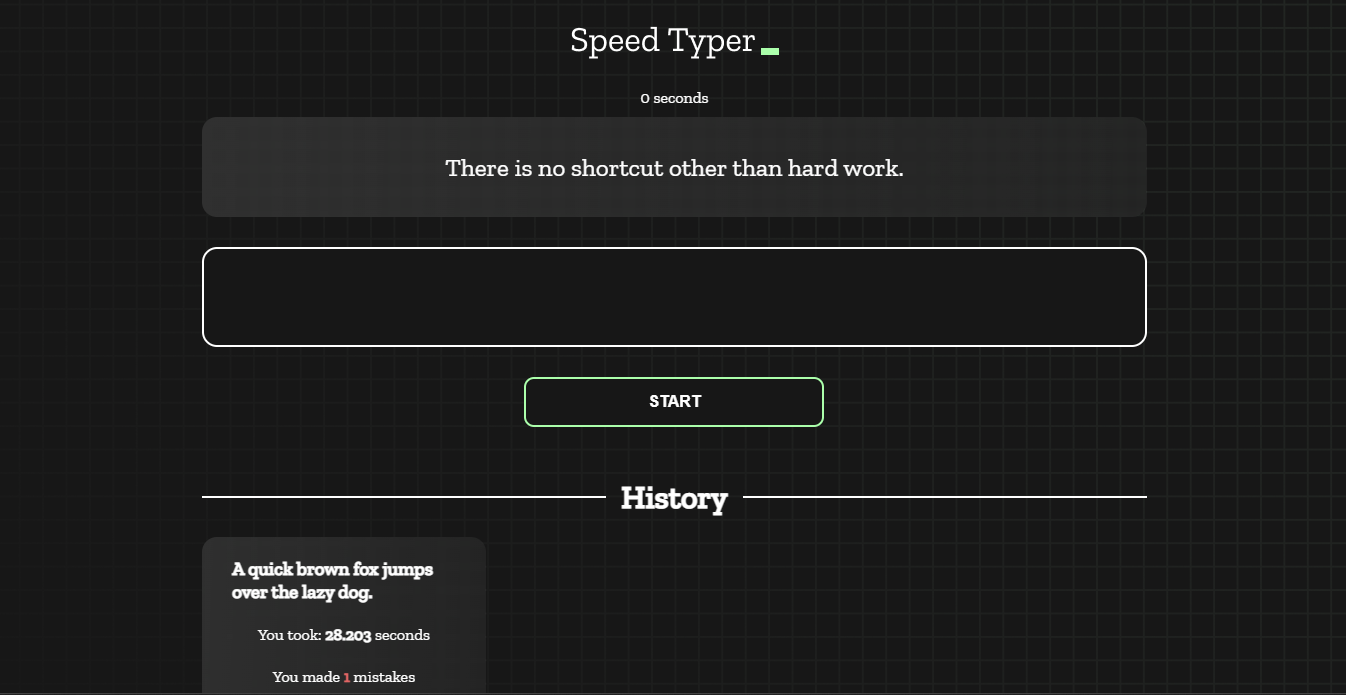 Speed Typer
0 seconds
There is no shortcut other than hard work.
START
History
A quick brown fox jumps
over the lazy dog.
You took: 28.203 seconds
You made 1 mistakes